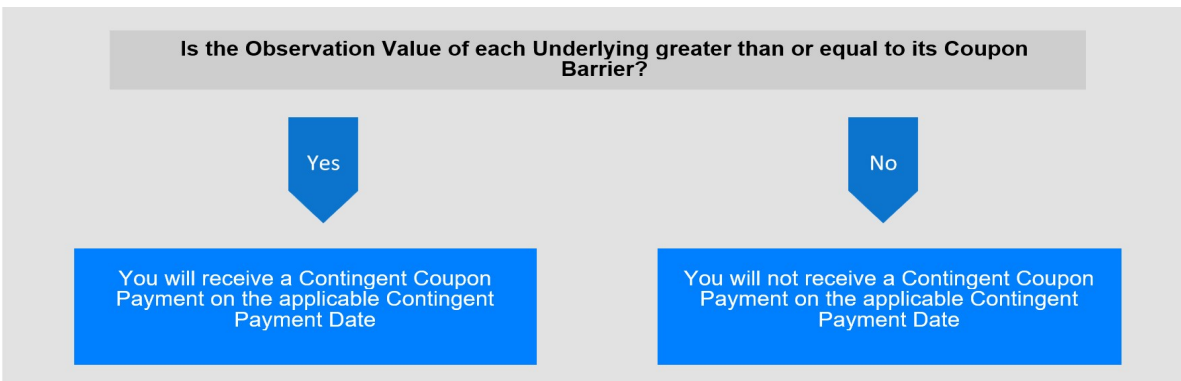 Is the Observation Value of each Underlying greater than or equal to its Coupon
Barrier?
Yes
No
You will receive a Contingent Coupon
Payment on the applicable Contingent
Payment Date
You will not receive a Contingent Coupon
Payment on the applicable Contingent
Payment Date